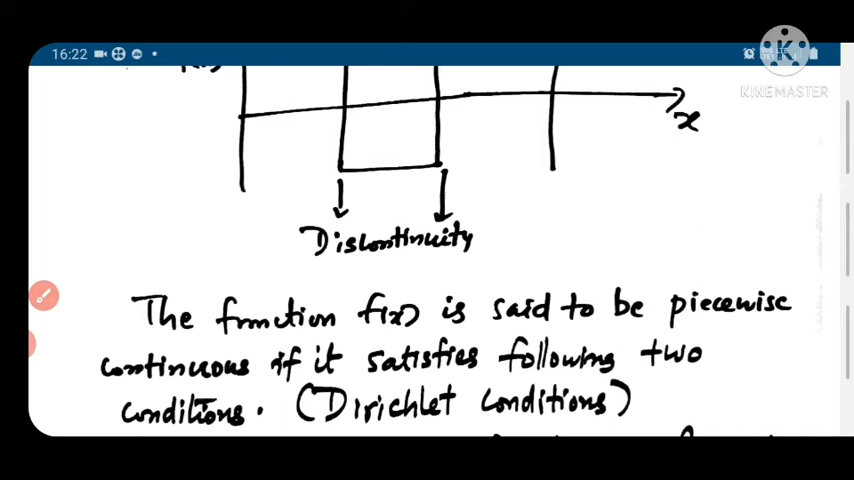 16:22
KINEMASTER
x
Discontinuity
The function f(x) is said to be piecewise
continuous if it satisfies following two
conditions. (Dirichlet conditions)